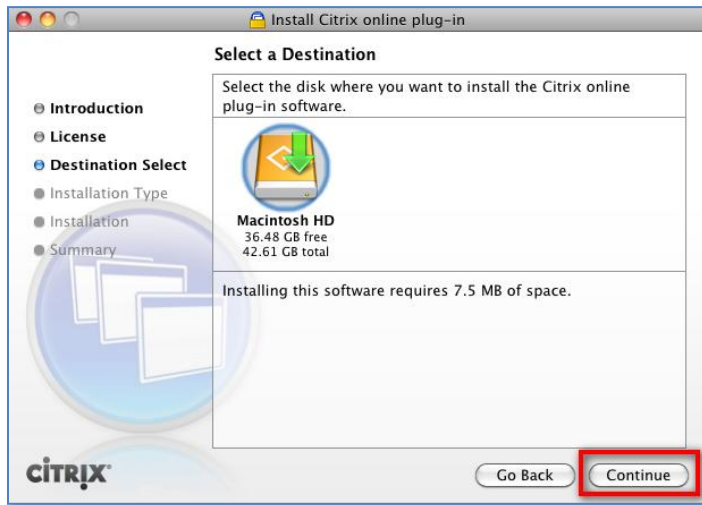 Install Citrix online plug-in
Select a Destination
Introduction
License
Destination Select
Installation Type
Installation
Summary
Select the disk where you want to install the Citrix online
plug-in software.
Macintosh HD
36.48 GB free
42.61 GB total
Installing this software requires 7.5 MB of space.
CITRIX
Go Back
Continue